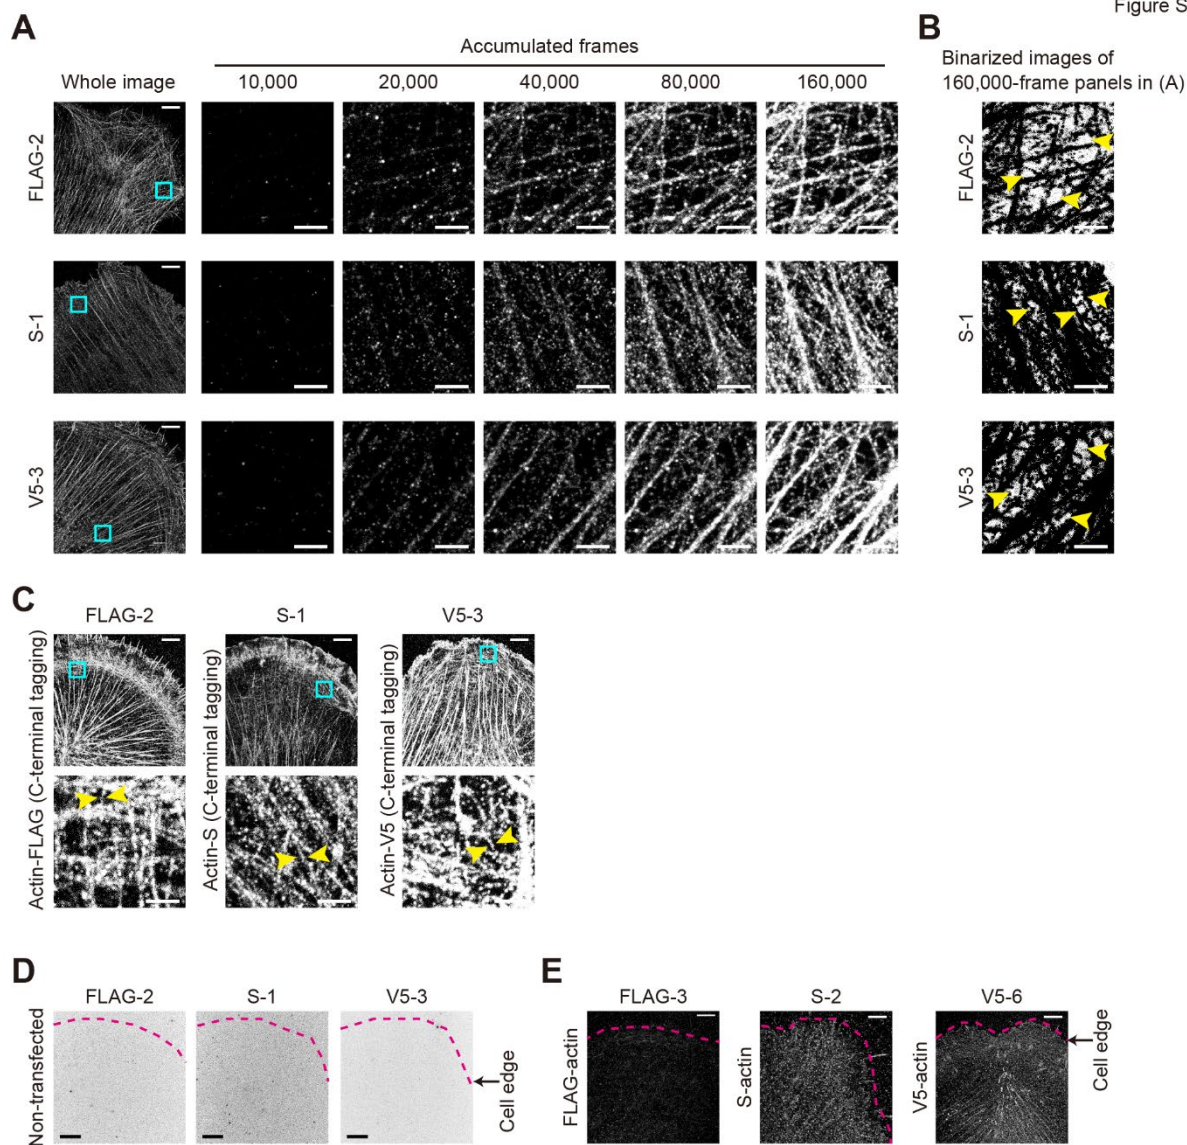 Figure S
A
Accumulated frames
Whole image
10,000
20,000
40,000
80,000
160,000
FLAG-2
S-1
V5-3
B
Binarized images of
160,000-frame panels in (A)
FLAG-2
S-1
V5-3
C
FLAG-2
S-1
V5-3
Actin-FLAG (C-terminal tagging)
Actin-S (C-terminal tagging)
Actin-V5 (C-terminal tagging)
D
FLAG-2
S-1
V5-3
Non-transfected
Cell edge
E
FLAG-3
S-2
V5-6
FLAG-actin
S-actin
V5-actin
Cell edge